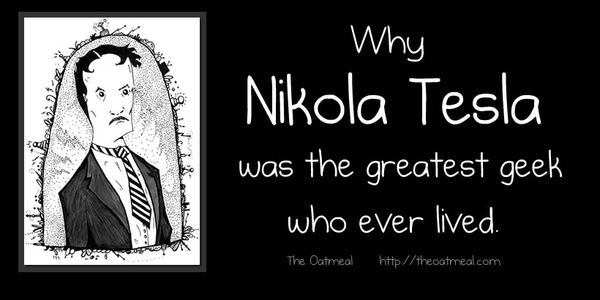 Why
Nikola Tesla
was the greatest geek
who ever lived.
The Oatmeal http://theoatmeal.com